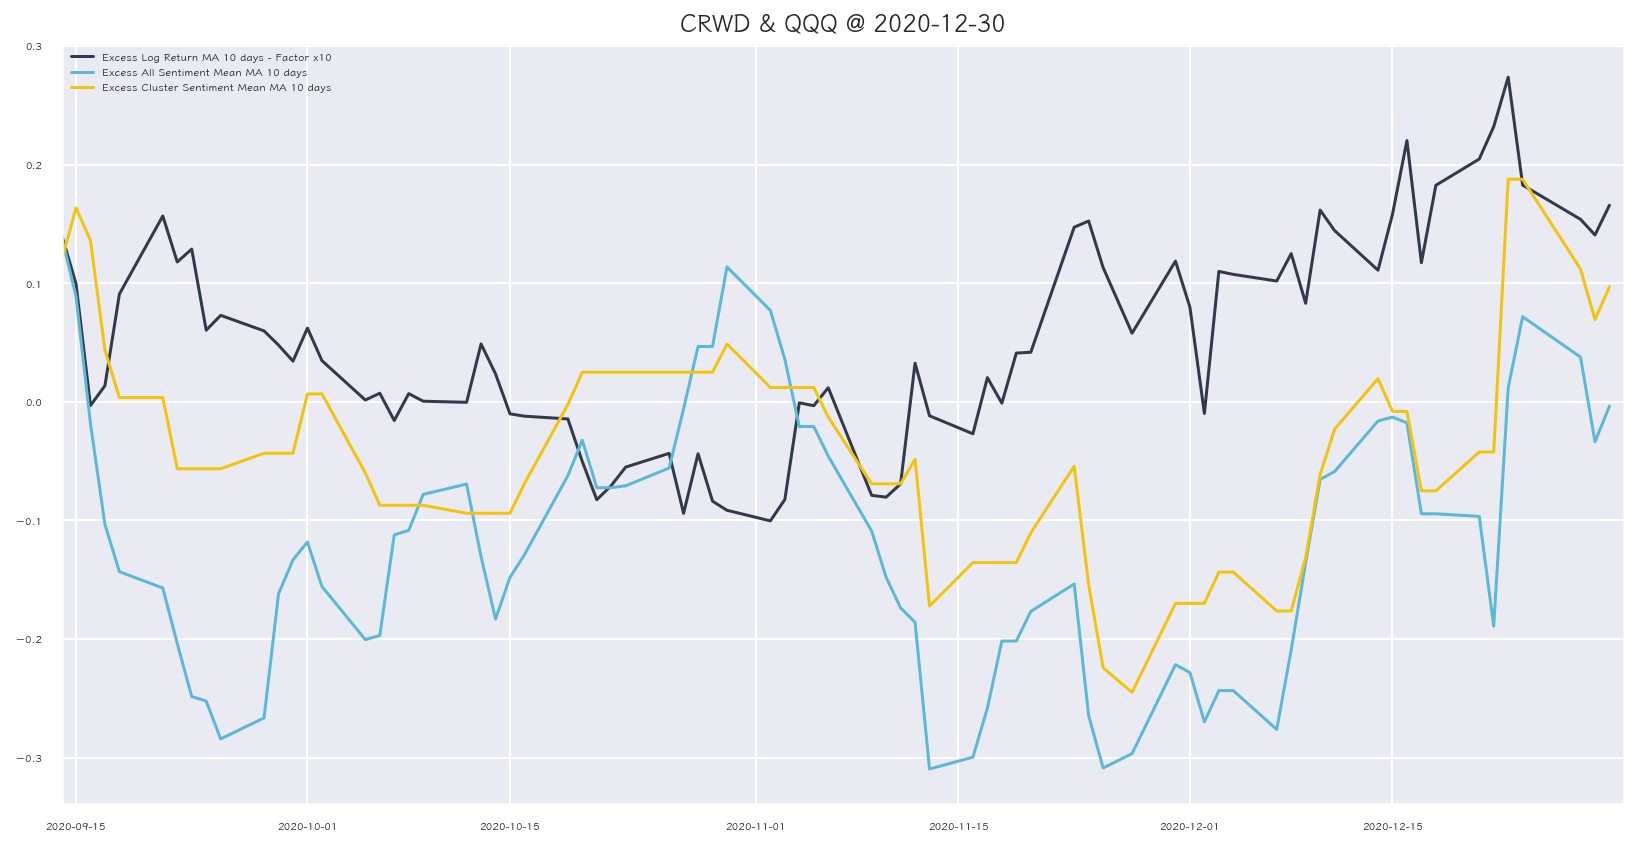 CRWD & QQQ @ 2020-12-30
0.3
Excess Log Return MA 10 days - Factor x10
Excess All Sentiment Mean MA 10 days
Excess Cluster Sentiment Mean MA 10 days
0.2
0.1
0.0
−0.1
−0.2
−0.3
2020-09-15 2020-10-01 2020-10-15 2020-11-01 2020-11-15 2020-12-01 2020-12-15